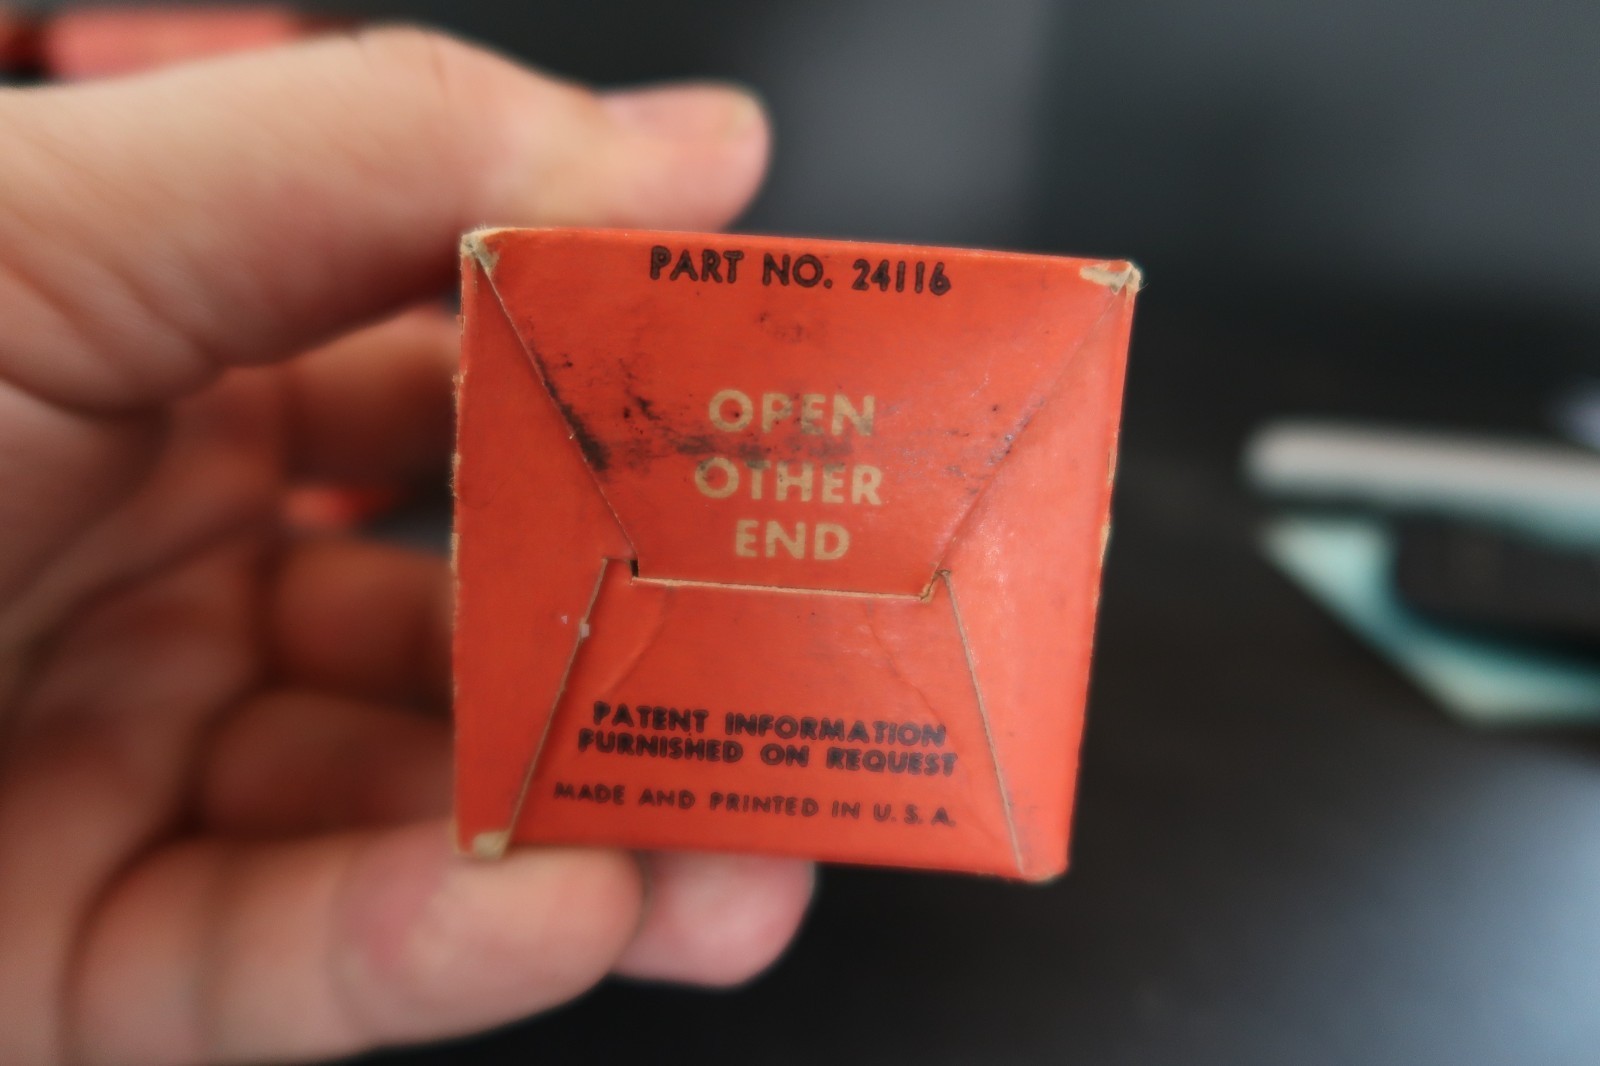 PART NO. 24116
OPEN
OTHER
END
PATENT INFORMATION
FURNISHED ON REQUEST
MADE AND PRINTED IN U.S.A.